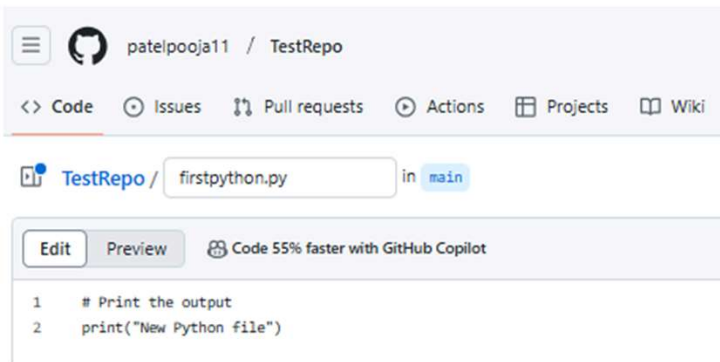 patelpooja11 / TestRepo
<> Code Issues Pull requests Actions Projects Wiki
TestRepo / firstpython.py in main
Edit Preview Code 55% faster with GitHub Copilot
1 # Print the output
2 print("New Python file")